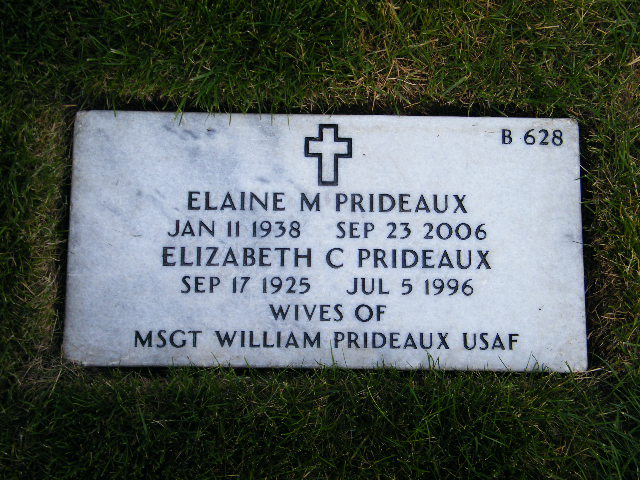 B 628
ELAINE M PRIDEAUX
JAN 11 1938 SEP 23 2006
ELIZABETH C PRIDEAUX
SEP 17 1925 JUL 5 1996
WIVES OF
MSGT WILLIAM PRIDEAUX USAF